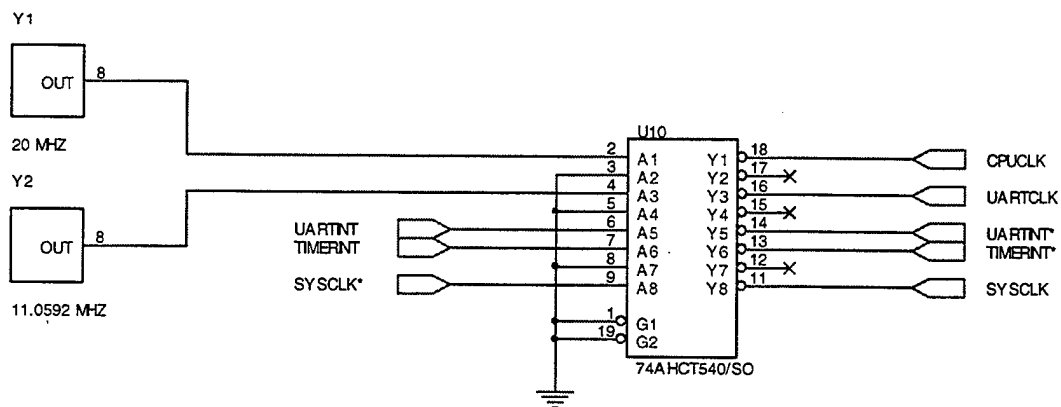 Y1
OUT 8
20 MHZ
Y2
OUT 8
11.0592 MHZ
U10
2 A1 Y1 18 CPUCLK
3 A2 Y2 17
4 A3 Y3 16 UARTCLK
5 A4 Y4 15
UARTINT 6 A5 Y5 14 UARTINT*
TIMERINT 7 A6 Y6 13 TIMERINT*
8 A7 Y7 12
SYSCLK* 9 A8 Y8 11 SYSCLK
1 G1
19 G2
74AHCT540/SO